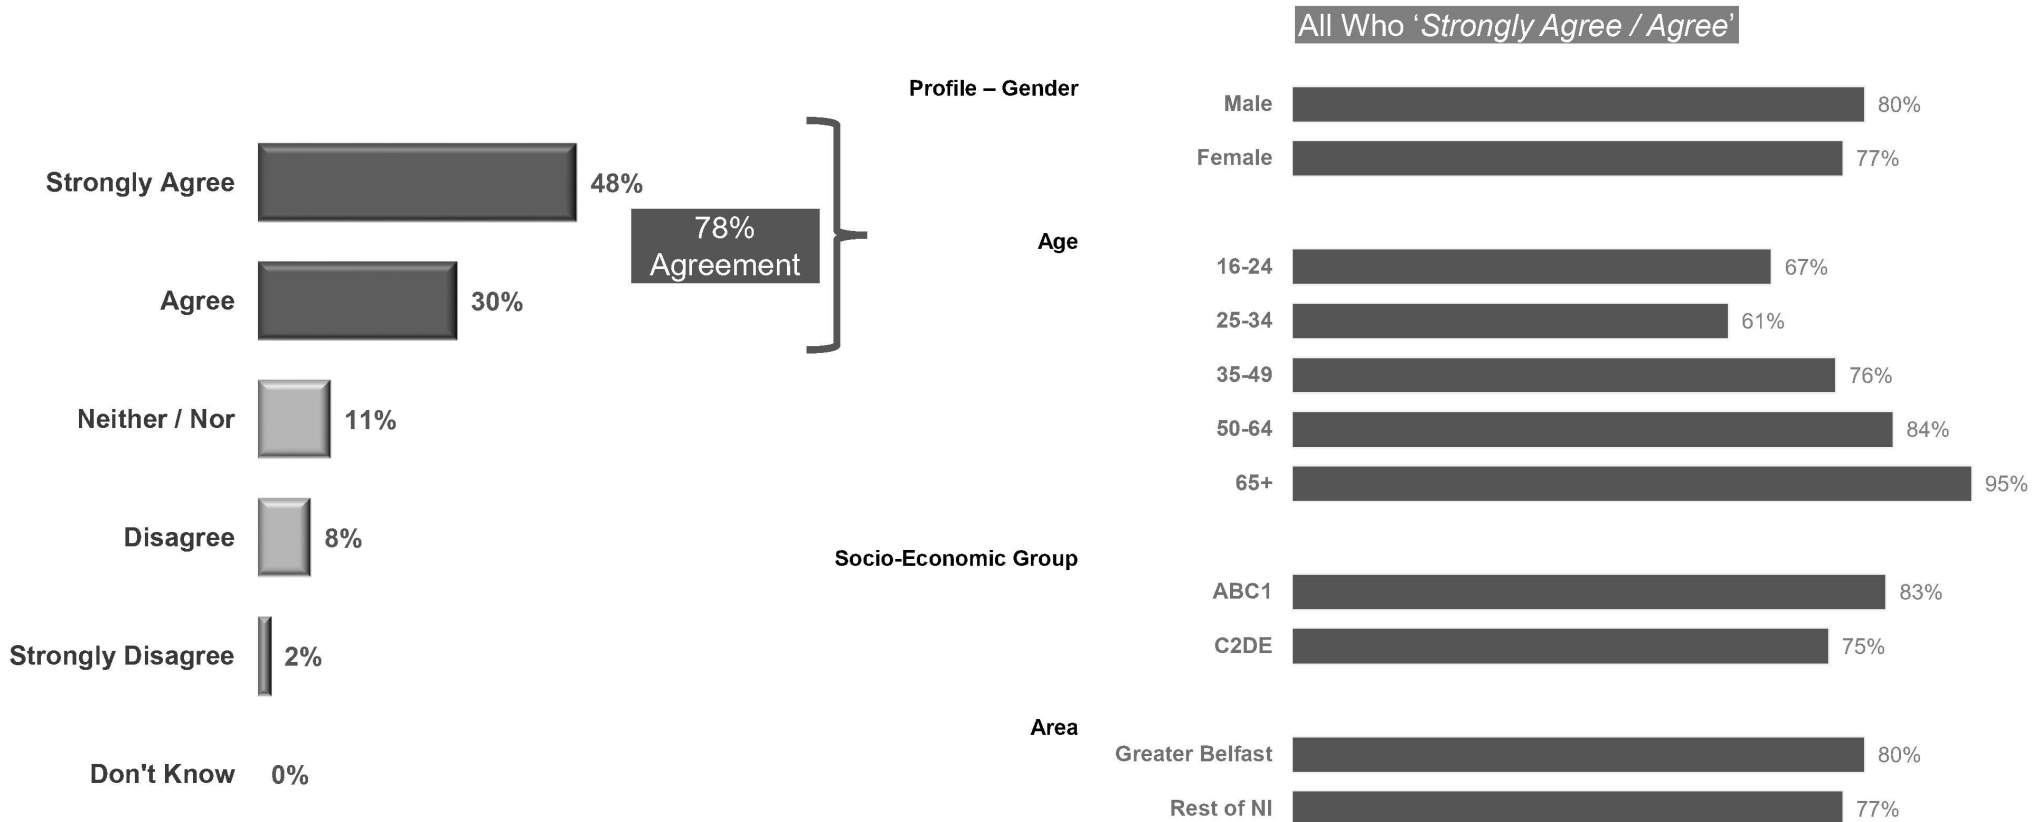 All Who ‘Strongly Agree / Agree’
Strongly Agree 48%
Agree 30%
Neither / Nor 11%
Disagree 8%
Strongly Disagree 2%
Don't Know 0%
78%
Agreement
Profile – Gender
Male 80%
Female 77%
Age
16-24 67%
25-34 61%
35-49 76%
50-64 84%
65+ 95%
Socio-Economic Group
ABC1 83%
C2DE 75%
Area
Greater Belfast 80%
Rest of NI 77%